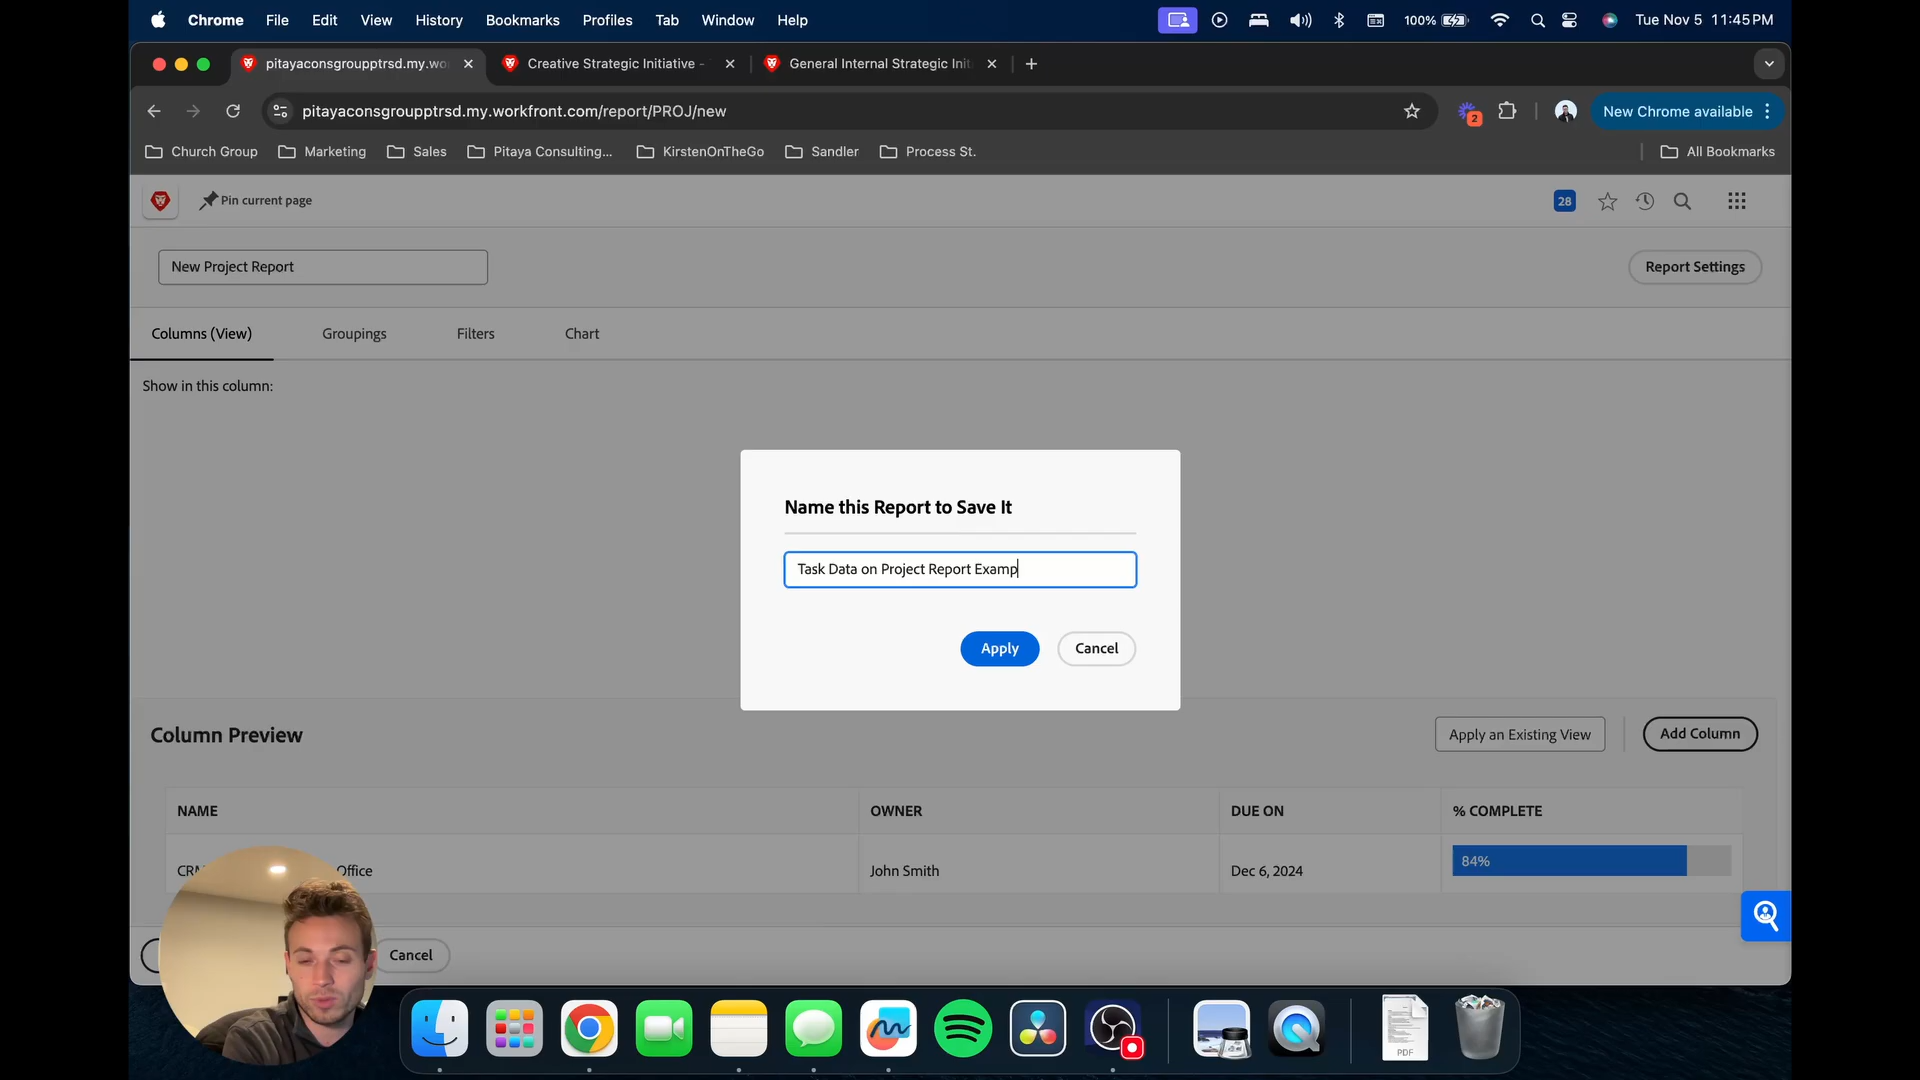 Chrome File Edit View History Bookmarks Profiles Tab Window Help 100% Tue Nov 5 11:45 PM
pitayaconsgroupptrsd.my.wo Creative Strategic Initiative - General Internal Strategic Init
pitayaconsgroupptrsd.my.workfront.com/report/PROJ/new 2 New Chrome available
Church Group Marketing Sales Pitaya Consulting... KirstenOnTheGo Sandler Process St. All Bookmarks
Pin current page 28
New Project Report Report Settings
Columns (View) Groupings Filters Chart
Show in this column:
Name this Report to Save It
Task Data on Project Report Examp
Apply Cancel
Column Preview Apply an Existing View Add Column
NAME OWNER DUE ON % COMPLETE
84%
Office John Smith Dec 6, 2024
Cancel
PDF